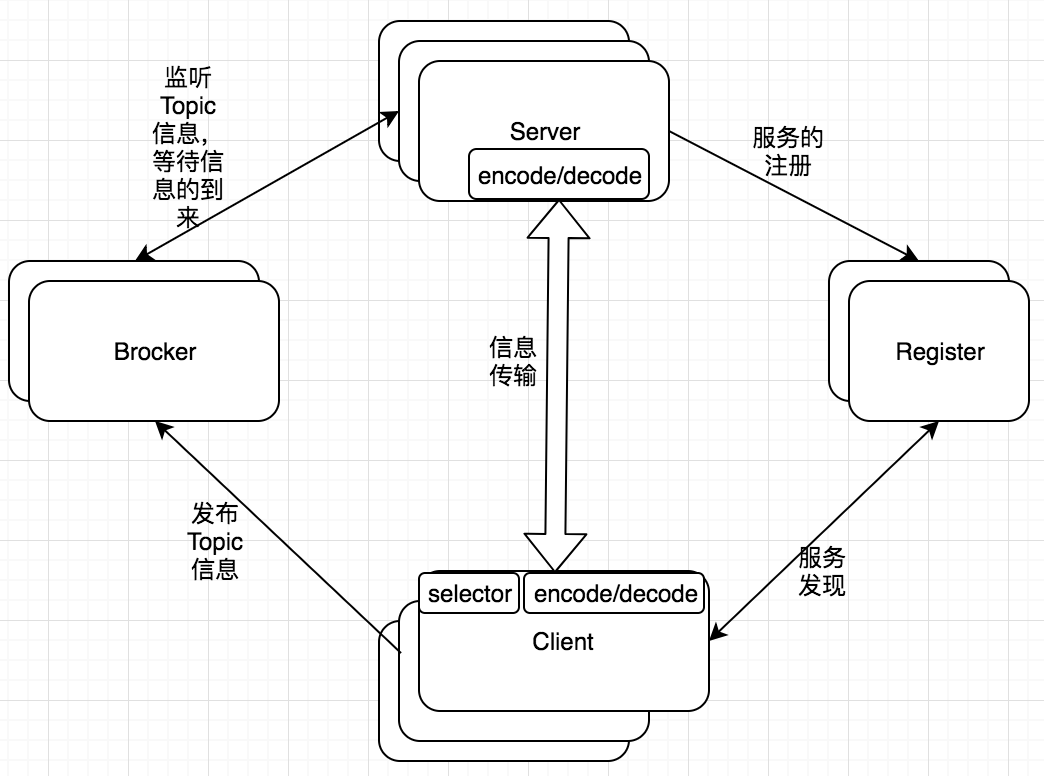 监听
Topic
信息，
等待信
息的到
来
Server
encode/decode
服务的
注册
Brocker
信息
传输
Register
发布
Topic
信息
服务
发现
selector
encode/decode
Client